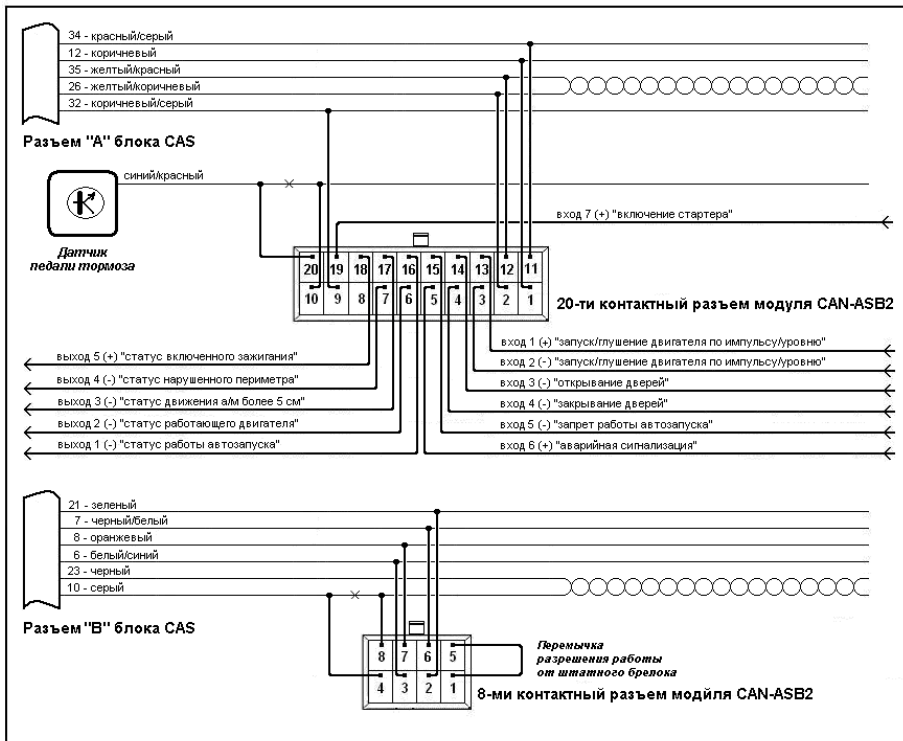 34 - красный/серый
12 - коричневый
35 - желтый/красный
26 - желтый/коричневый
32 - коричневый/серый
Разъем "А" блока CAS
синий/красный
Датчик
педали тормоза
вход 7 (+) "включение стартера"
20 19 18 17 16 15 14 13 12 11
10 9 8 7 6 5 4 3 2 1
20-ти контактный разъем модуля CAN-ASB2
выход 5 (+) "статус включенного зажигания"
выход 4 (-) "статус нарушенного периметра"
выход 3 (-) "статус движения а/м более 5 см"
выход 2 (-) "статус работающего двигателя"
выход 1 (-) "статус работы автозапуска"
вход 1 (+) "запуск/глушение двигателя по импульсу/уровню"
вход 2 (-) "запуск/глушение двигателя по импульсу/уровню"
вход 3 (-) "открывание дверей"
вход 4 (-) "закрывание дверей"
вход 5 (-) "запрет работы автозапуска"
вход 6 (+) "аварийная сигнализация"
21 - зеленый
7 - черный/белый
8 - оранжевый
6 - белый/синий
23 - черный
10 - серый
Разъем "В" блока CAS
8 7 6 5
4 3 2 1
Перемычка
разрешения работы
от штатного брелока
8-ми контактный разъем модйля CAN-ASB2